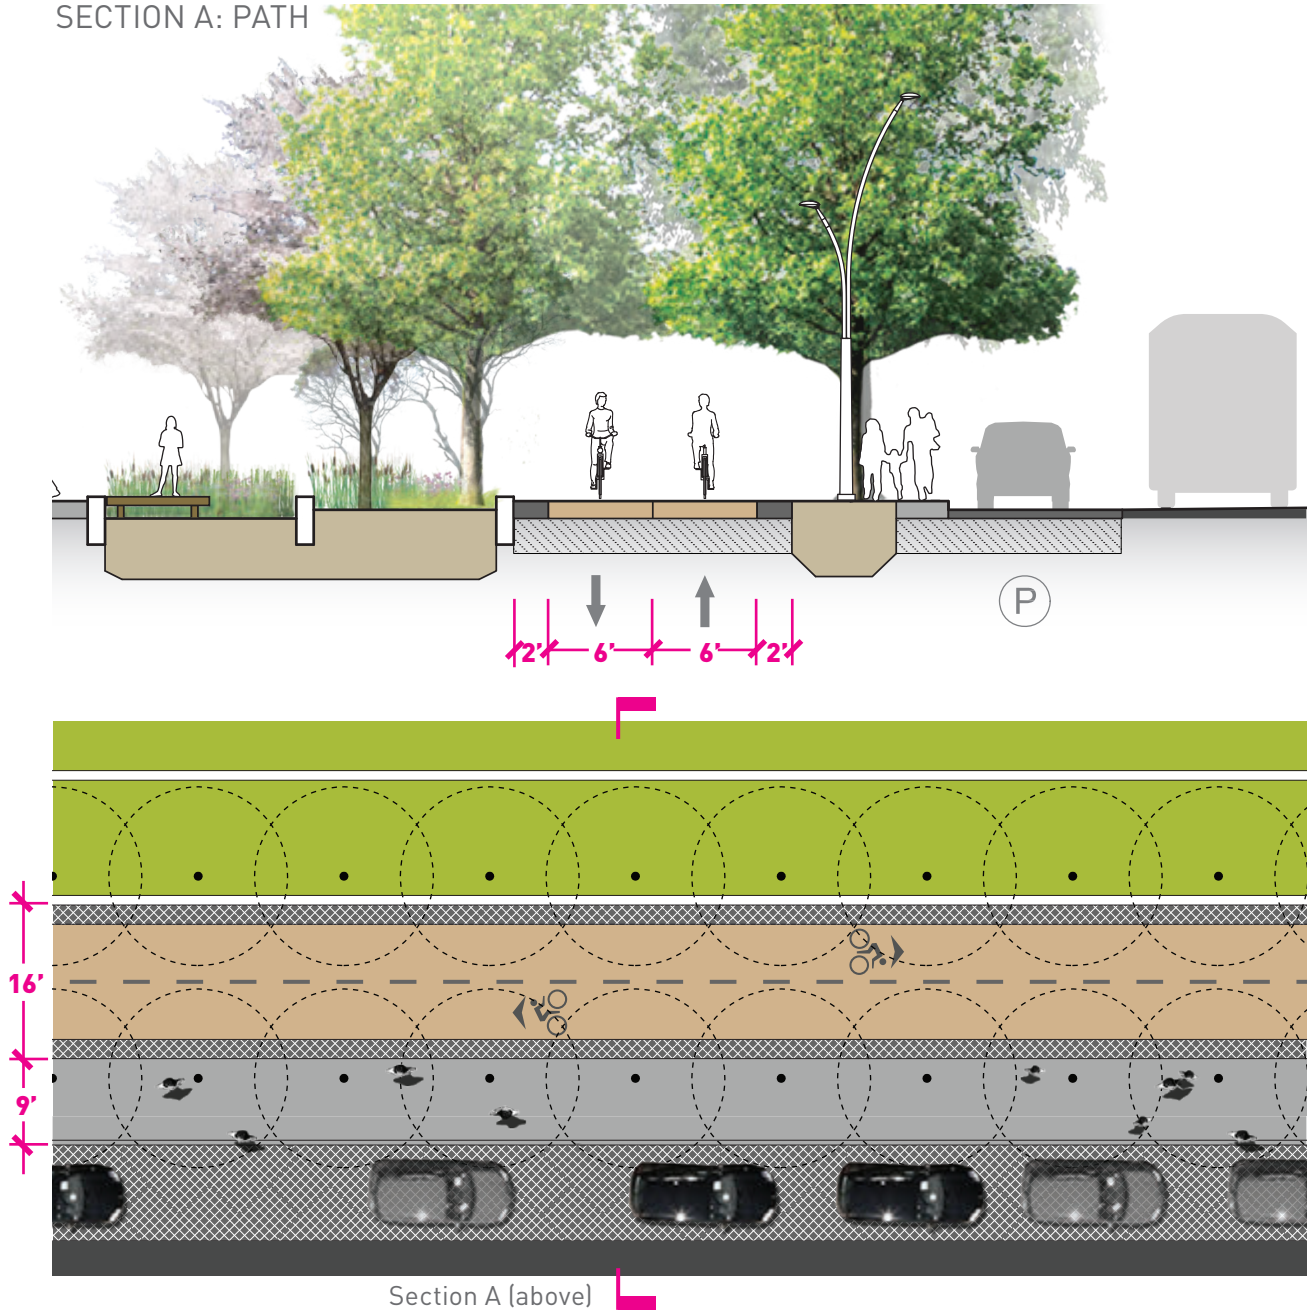 SECTION A: PATH
P
2' 6' 6' 2'
16'
9'
Section A (above)